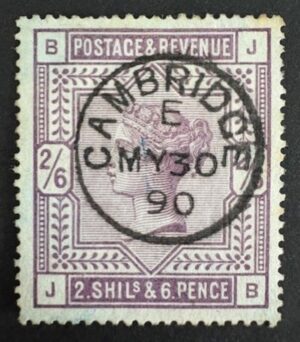 B POSTAGE & REVENUE J
CAMBRIDGE
E
MY 30
90
2/6
J 2. SHILS & 6. PENCE B